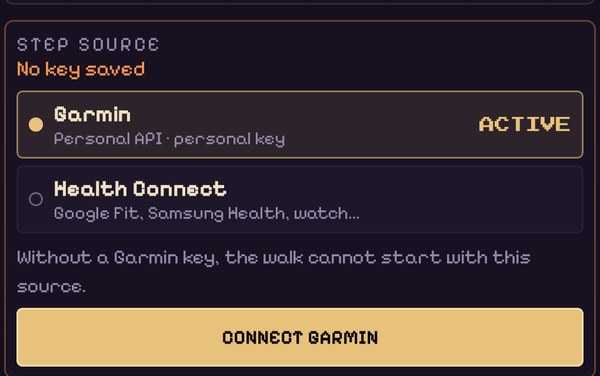 STEP SOURCE
No key saved
Garmin
Personal API · personal key
ACTIVE
Health Connect
Google Fit, Samsung Health, watch...
Without a Garmin key, the walk cannot start with this
source.
CONNECT GARMIN